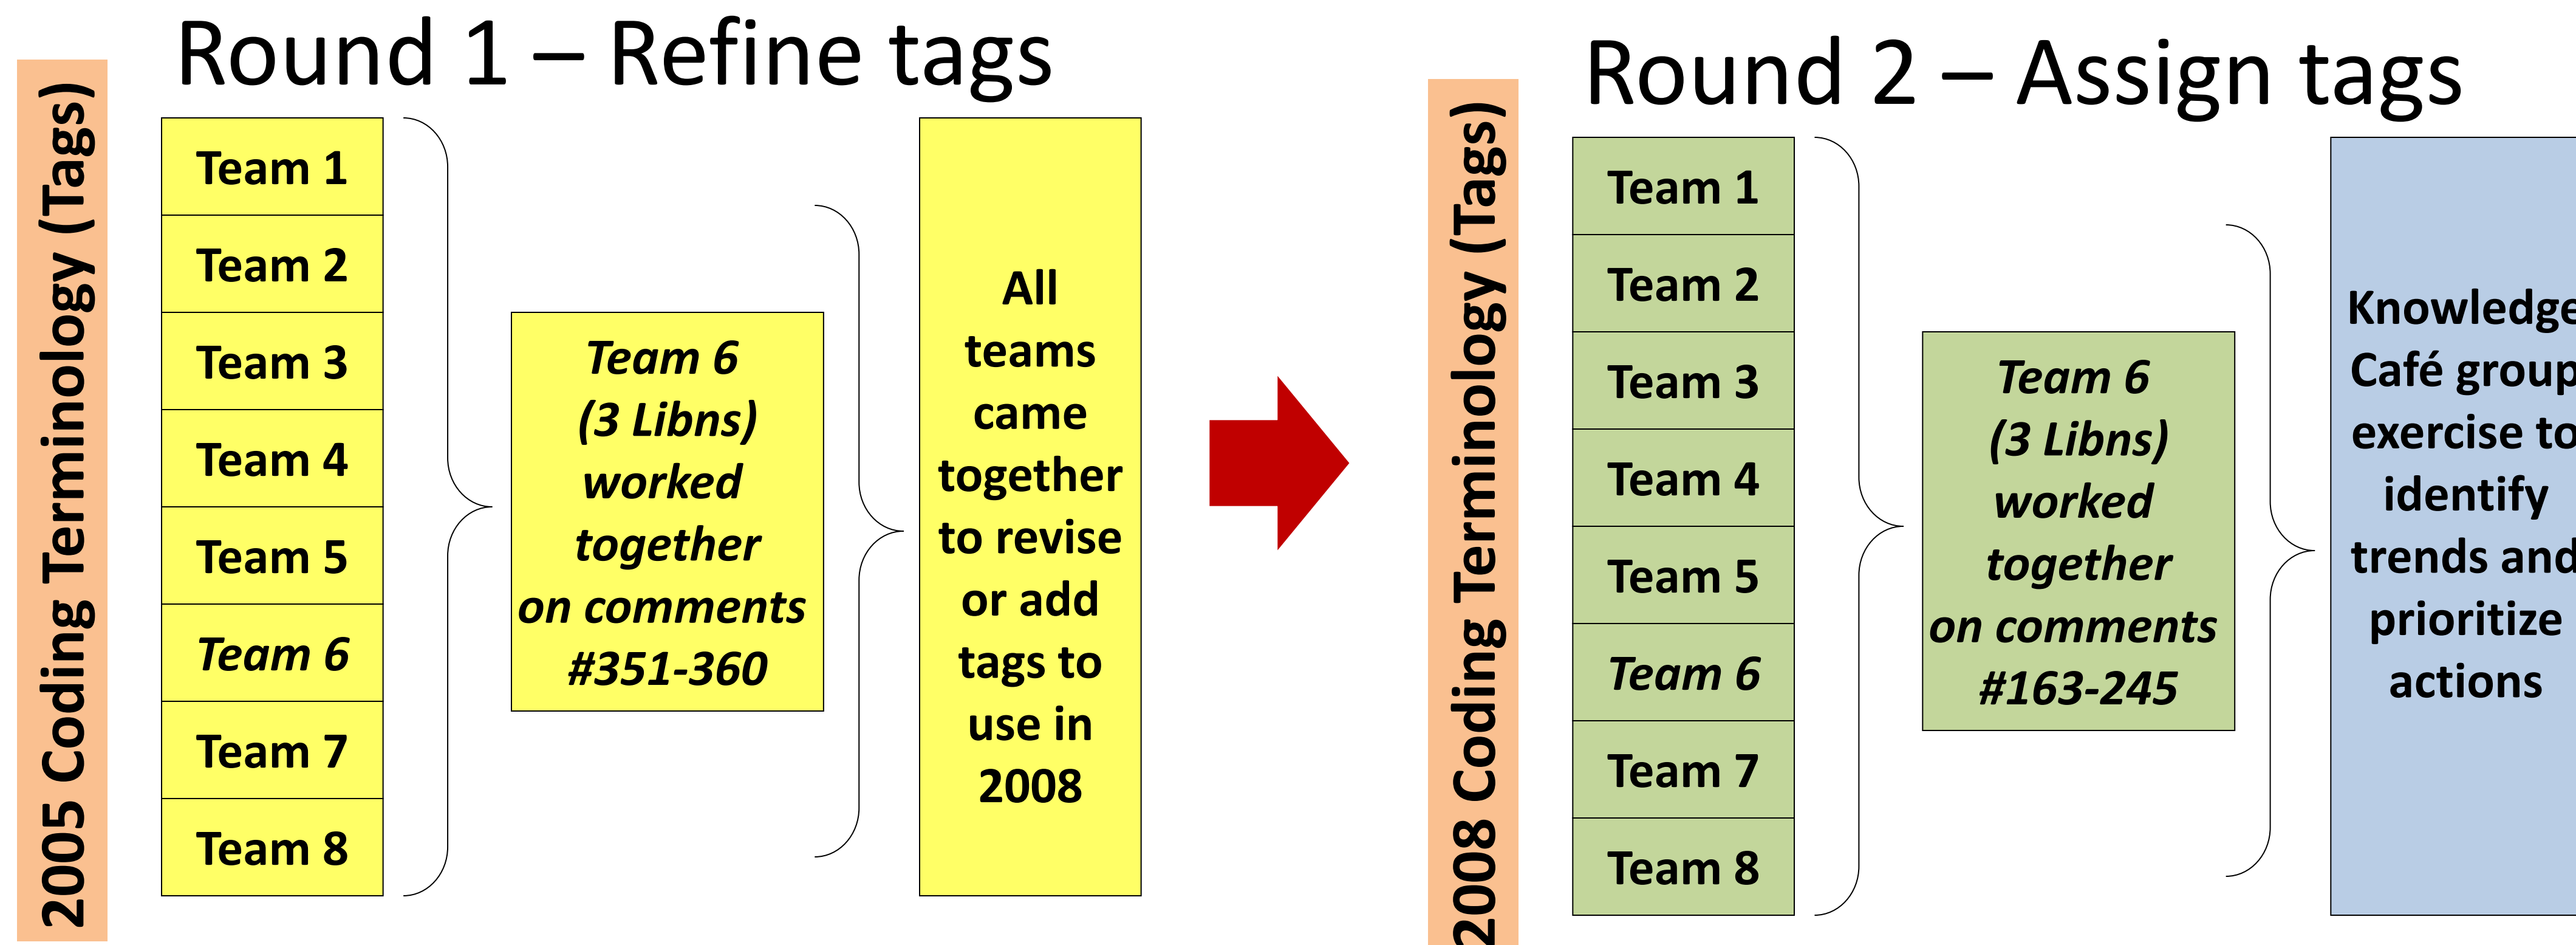 Round 1 – Refine tags
2005 Coding Terminology (Tags)
Team 1
Team 2
Team 3
Team 4
Team 5
Team 6
Team 7
Team 8
Team 6
(3 Libns)
worked
together
on comments
#351-360
All
teams
came
together
to revise
or add
tags to
use in
2008
Round 2 – Assign tags
2008 Coding Terminology (Tags)
Team 1
Team 2
Team 3
Team 4
Team 5
Team 6
Team 7
Team 8
Team 6
(3 Libns)
worked
together
on comments
#163-245
Knowledge
Café group
exercise to
identify
trends and
prioritize
actions